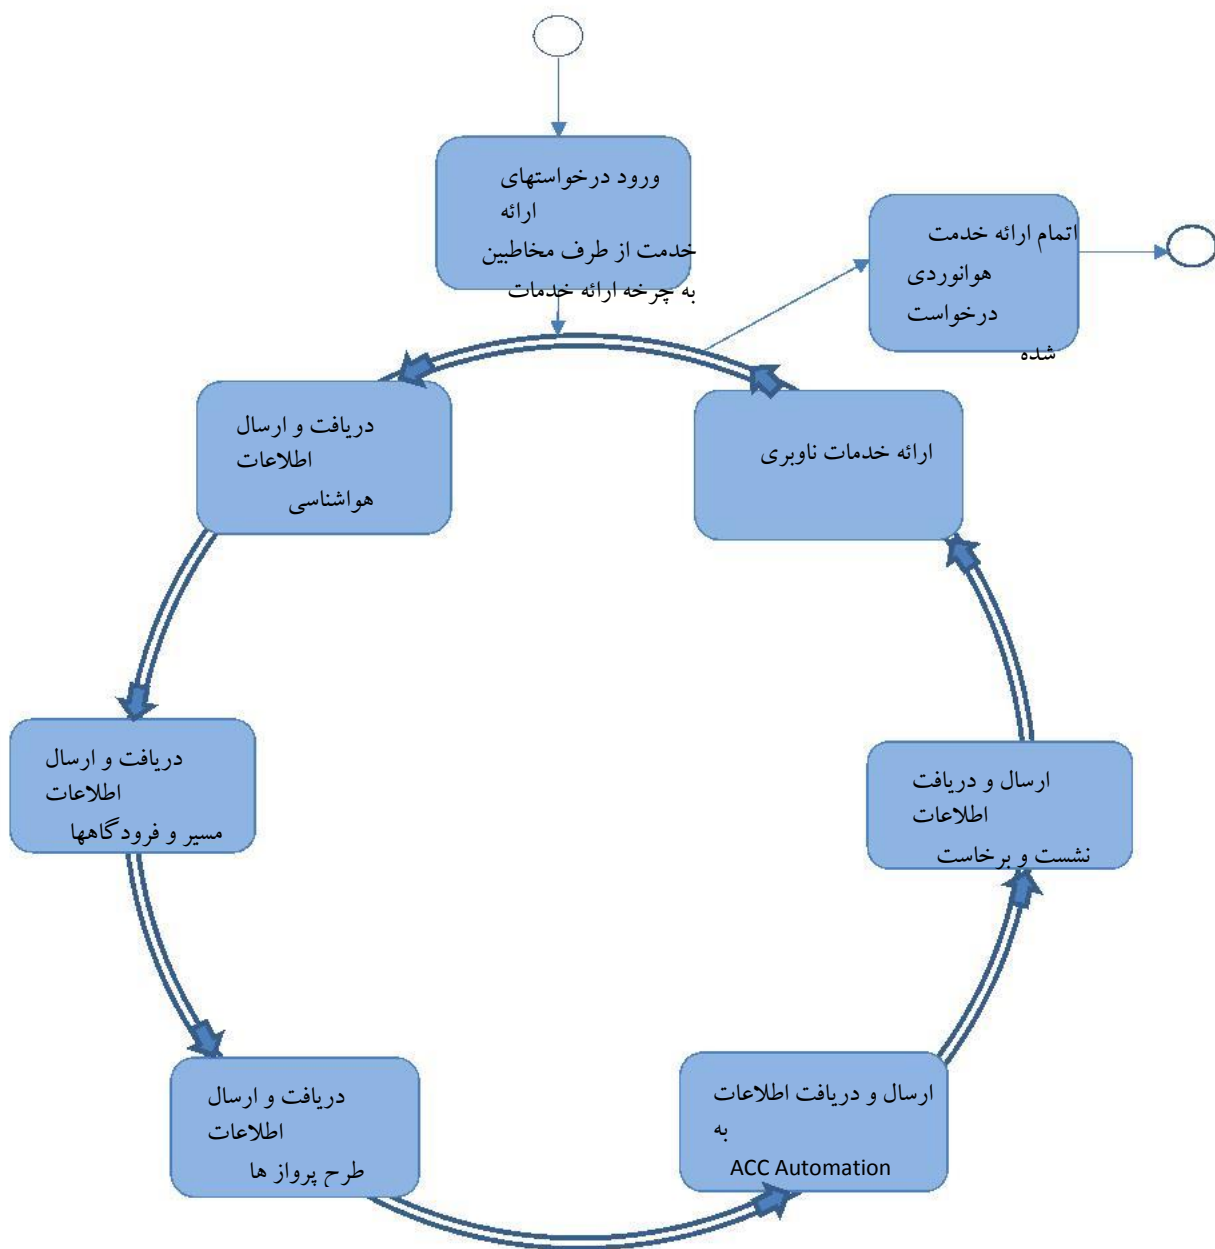 ورود درخواستهای
ارائه
خدمت از طرف مخاطبین
به چرخه ارائه خدمات
اتمام ارائه خدمت
هوانوردی
درخواست
شده
دریافت و ارسال
اطلاعات
هواشناسی
ارائه خدمات ناوبری
دریافت و ارسال
اطلاعات
مسیر و فرودگاهها
ارسال و دریافت
اطلاعات
نشست و برخاست
دریافت و ارسال
اطلاعات
طرح پرواز ها
ارسال و دریافت اطلاعات
به
ACC Automation